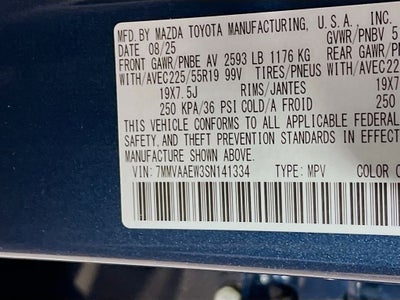 MFD.BY MAZDA TOYOTA MANUFACTURING, U.S.A., INC.
DATE 08/25 GVWR/PNBV 5
FRONT GAWR/PNBE AV 2593 LB 1176 KG REAR GAWR/
WITH/AVEC225/55R19 99V TIRES/PNEUS WITH/AVEC22
19X7.5J RIMS/JANTES 19X7
250 KPA/36 PSI COLD/A FROID 250
THIS VEHICLE CONFORMS TO ALL APPLICABLE FEDERAL
SAFETY,AND THEFT PREVENTION STANDARDS IN EFFECT
MANUFACTURE SHOWN ABOVE.
VIN: 7MMVAAEW3SN141334 TYPE: MPV COLOR